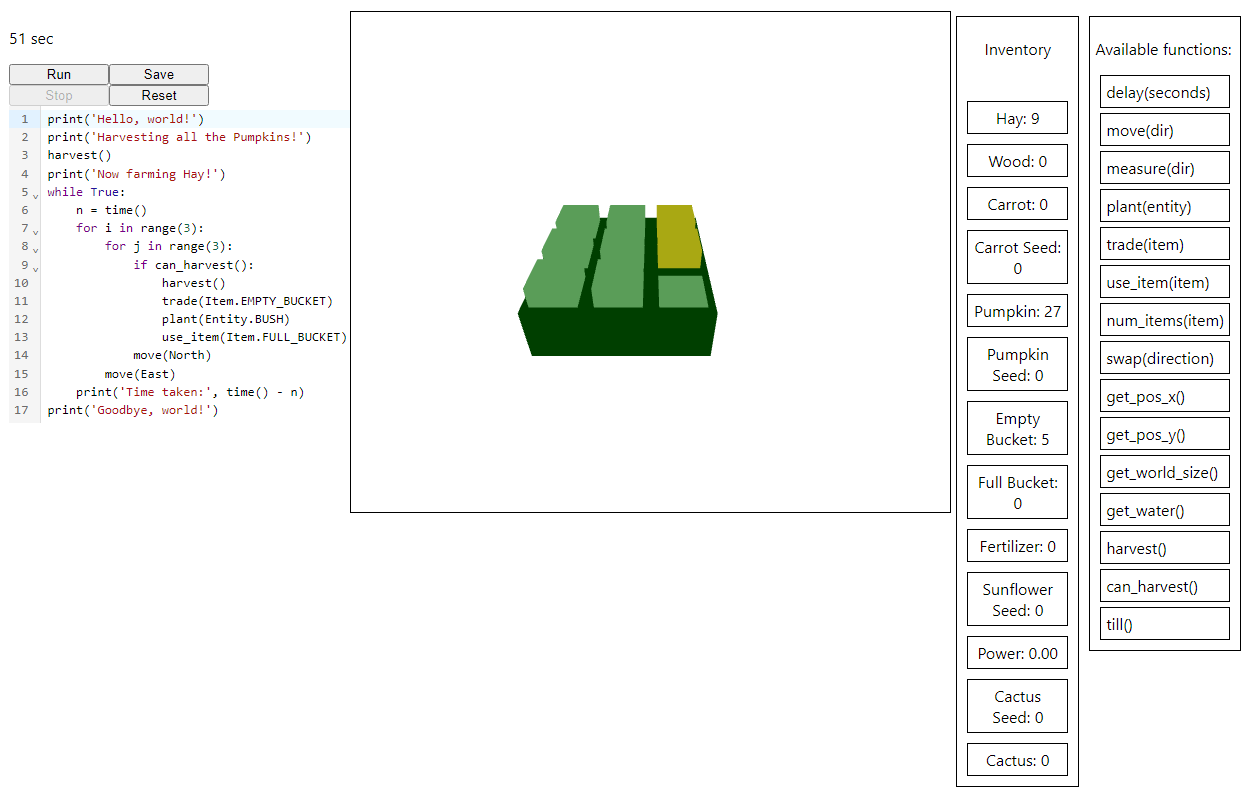 51 sec
Run
Save
Stop
Reset
1 print('Hello, world!')
2 print('Harvesting all the Pumpkins!')
3 harvest()
4 print('Now farming Hay!')
5 while True:
6     n = time()
7     for i in range(3):
8         for j in range(3):
9             if can_harvest():
10                 harvest()
11                 trade(Item.EMPTY_BUCKET)
12                 plant(Entity.BUSH)
13                 use_item(Item.FULL_BUCKET)
14             move(North)
15         move(East)
16     print('Time taken:', time() - n)
17 print('Goodbye, world!')
Inventory
Hay: 9
Wood: 0
Carrot: 0
Carrot Seed:
0
Pumpkin: 27
Pumpkin
Seed: 0
Empty
Bucket: 5
Full Bucket:
0
Fertilizer: 0
Sunflower
Seed: 0
Power: 0.00
Cactus
Seed: 0
Cactus: 0
Available functions:
delay(seconds)
move(dir)
measure(dir)
plant(entity)
trade(item)
use_item(item)
num_items(item)
swap(direction)
get_pos_x()
get_pos_y()
get_world_size()
get_water()
harvest()
can_harvest()
till()